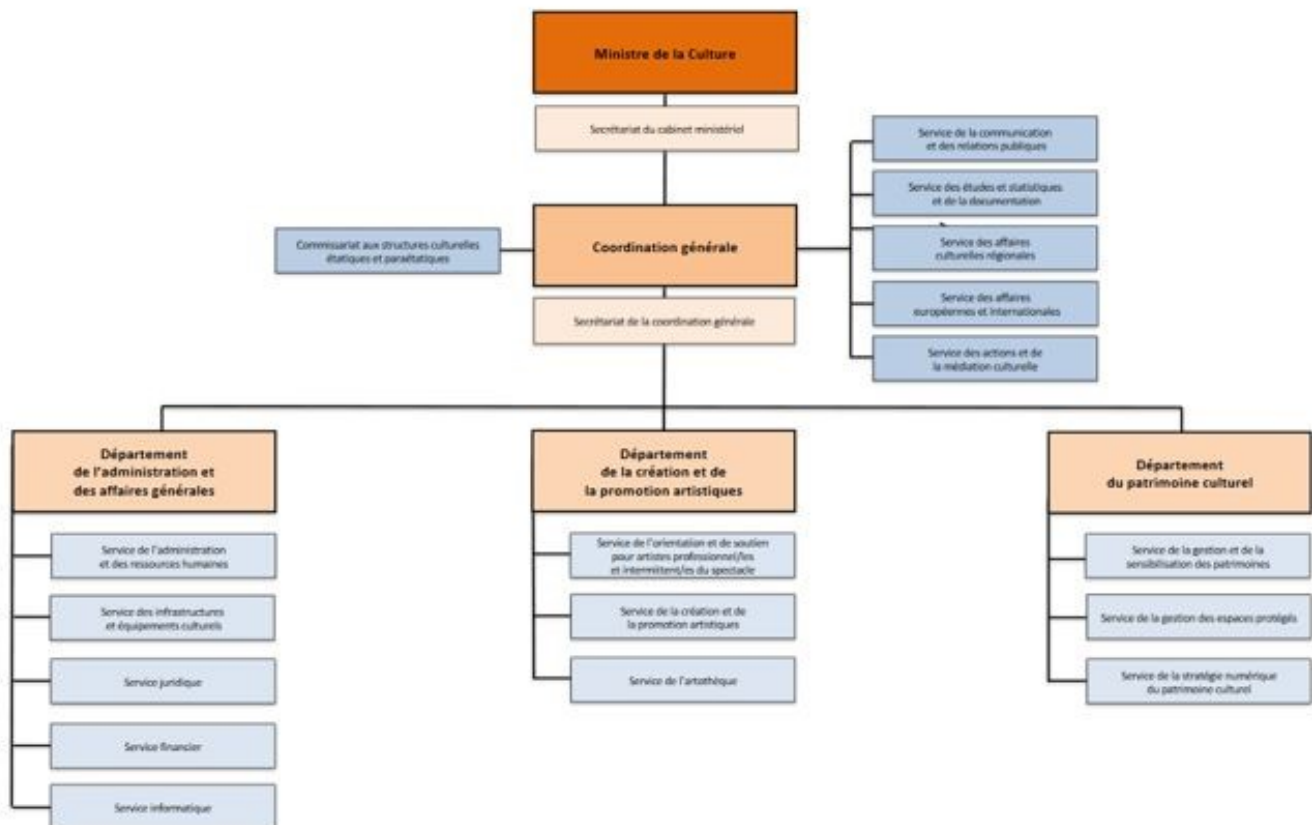 Ministre de la Culture
Secrétariat du cabinet ministériel
Service de la communication
et des relations publiques
Service des études et statistiques
et de la documentation
Commissariat aux structures culturelles
étatiques et paraétatiques
Coordination générale
Service des affaires
culturelles régionales
Service des affaires
européennes et internationales
Secrétariat de la coordination générale
Service des actions et de
la médiation culturelle
Département
de l'administration et
des affaires générales
Service de l'administration
et des ressources humaines
Service des infrastructures
et équipements culturels
Service juridique
Service financier
Service informatique
Département
de la création et de
la promotion artistiques
Service de l'orientation et de soutien
pour artistes professionnel/les
et intermittent/es du spectacle
Service de la création et de
la promotion artistiques
Service de l'artothèque
Département
du patrimoine culturel
Service de la gestion et de la
sensibilisation des patrimoines
Service de la gestion des espaces protégés
Service de la stratégie numérique
du patrimoine culturel